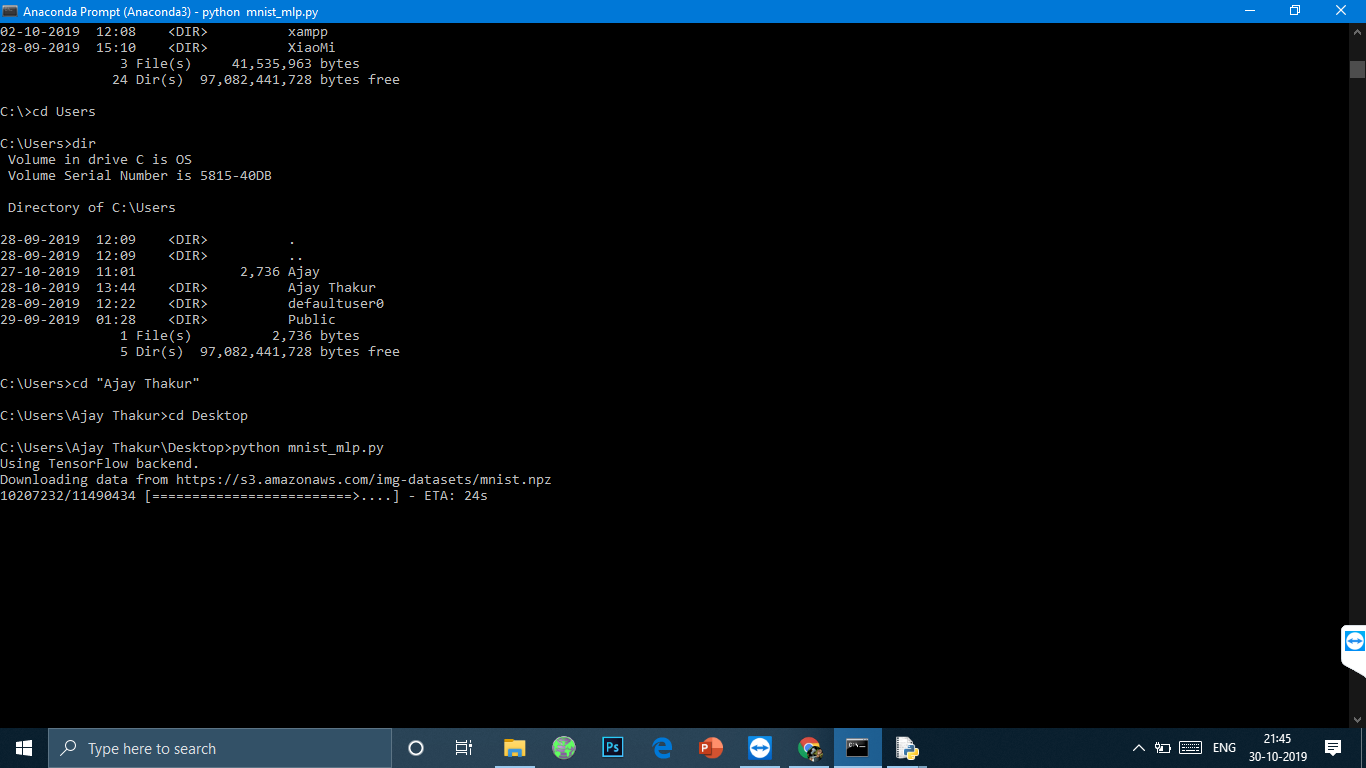 Anaconda Prompt (Anaconda3) - python mnist_mlp.py
02-10-2019  12:08    <DIR>          xampp
28-09-2019  15:10    <DIR>          XiaoMi
               3 File(s)     41,535,963 bytes
              24 Dir(s)  97,082,441,728 bytes free
C:\>cd Users
C:\Users>dir
 Volume in drive C is OS
 Volume Serial Number is 5815-40DB
 Directory of C:\Users
28-09-2019  12:09    <DIR>          .
28-09-2019  12:09    <DIR>          ..
27-10-2019  11:01             2,736 Ajay
28-10-2019  13:44    <DIR>          Ajay Thakur
28-09-2019  12:22    <DIR>          defaultuser0
29-09-2019  01:28    <DIR>          Public
               1 File(s)          2,736 bytes
               5 Dir(s)  97,082,441,728 bytes free
C:\Users>cd "Ajay Thakur"
C:\Users\Ajay Thakur>cd Desktop
C:\Users\Ajay Thakur\Desktop>python mnist_mlp.py
Using TensorFlow backend.
Downloading data from https://s3.amazonaws.com/img-datasets/mnist.npz
10207232/11490434 [=========================>....] - ETA: 24s
Type here to search
Ps
P
C:\.
ENG
21:45
30-10-2019